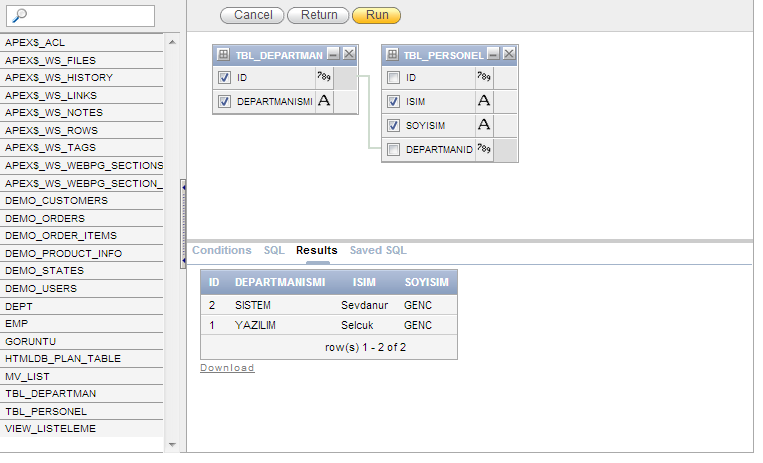 Cancel Return Run
APEX$_ACL
APEX$_WS_FILES
APEX$_WS_HISTORY
APEX$_WS_LINKS
APEX$_WS_NOTES
APEX$_WS_ROWS
APEX$_WS_TAGS
APEX$_WS_WEBPG_SECTIONS
APEX$_WS_WEBPG_SECTION_
DEMO_CUSTOMERS
DEMO_ORDERS
DEMO_ORDER_ITEMS
DEMO_PRODUCT_INFO
DEMO_STATES
DEMO_USERS
DEPT
EMP
GORUNTU
HTMLDB_PLAN_TABLE
MV_LIST
TBL_DEPARTMAN
TBL_PERSONEL
VIEW_LISTELEME
TBL_DEPARTMAN
ID 789
DEPARTMANISMI A
TBL_PERSONEL
ID 789
ISIM A
SOYISIM A
DEPARTMANID 789
Conditions SQL Results Saved SQL
ID DEPARTMANISMI ISIM SOYISIM
2 SISTEM Sevdanur GENC
1 YAZILIM Selcuk GENC
row(s) 1 - 2 of 2
Download